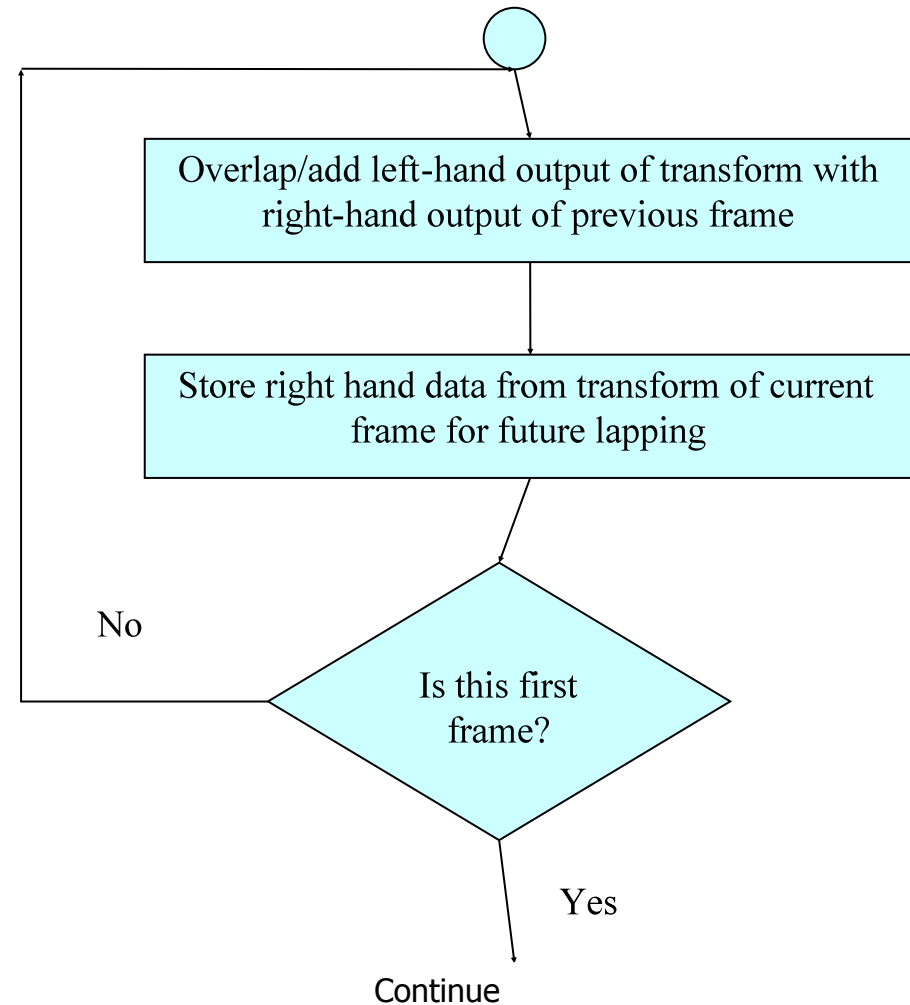 Overlap/add left-hand output of transform with
right-hand output of previous frame
Store right hand data from transform of current
frame for future lapping
No
Is this first
frame?
Yes
Continue